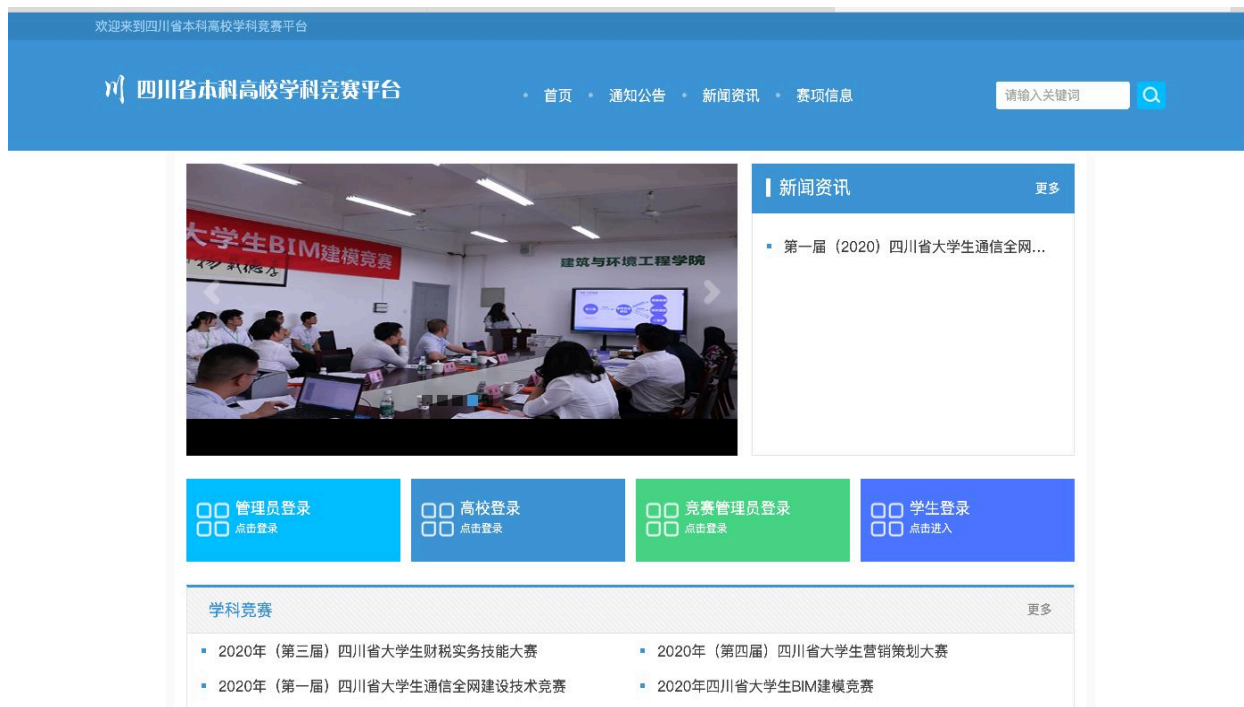 欢迎来到四川省本科高校学科竞赛平台
四川省本科高校学科竞赛平台
首页 通知公告 新闻资讯 赛项信息
请输入关键词
大学生BIM建模竞赛
建筑与环境工程学院
新闻资讯 更多
第一届（2020）四川省大学生通信全网...
管理员登录
点击登录
高校登录
点击登录
竞赛管理员登录
点击登录
学生登录
点击进入
学科竞赛 更多
2020年（第三届）四川省大学生财税实务技能大赛
2020年（第四届）四川省大学生营销策划大赛
2020年（第一届）四川省大学生通信全网建设技术竞赛
2020年四川省大学生BIM建模竞赛